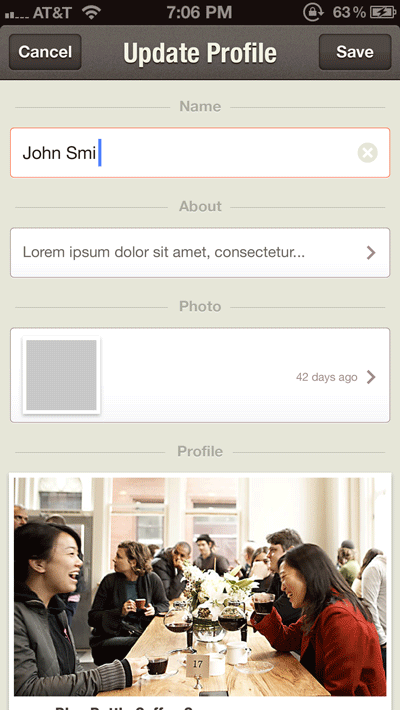 AT&T 7:06 PM 63%
Cancel Update Profile Save
Name
John Smi
About
Lorem ipsum dolor sit amet, consectetur...
Photo
42 days ago
Profile
17